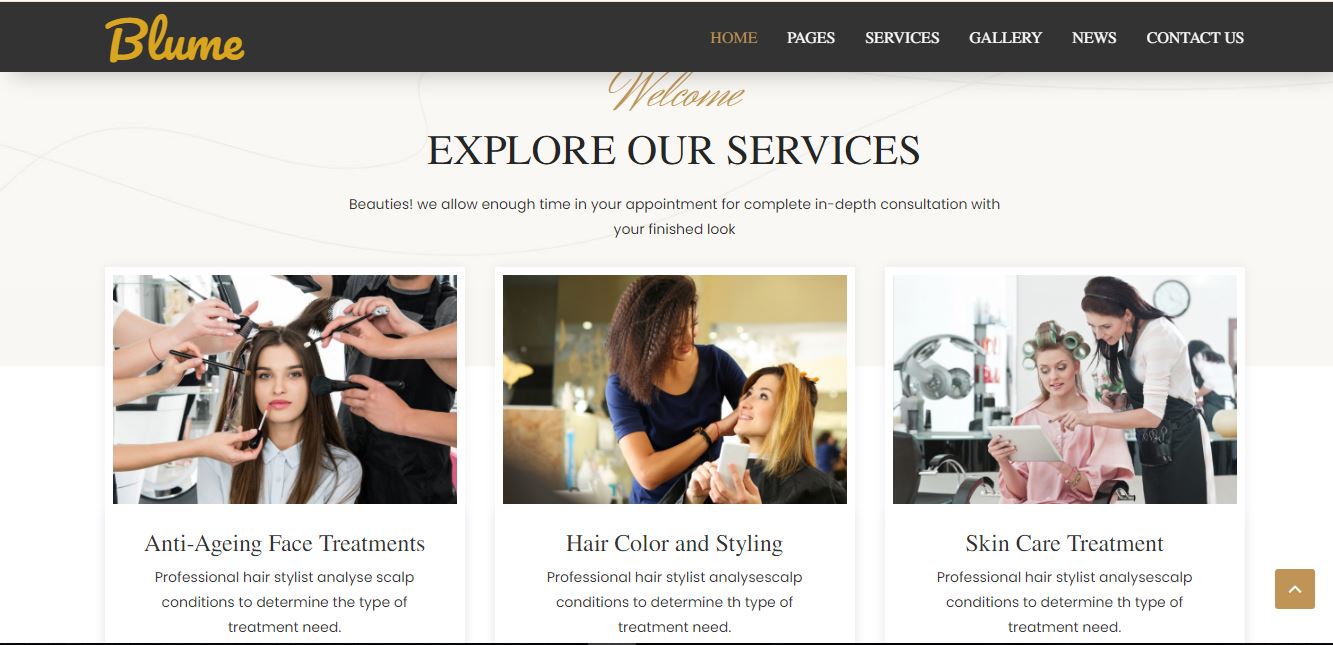 Blume
HOME PAGES SERVICES GALLERY NEWS CONTACT US
Welcome
EXPLORE OUR SERVICES
Beauties! we allow enough time in your appointment for complete in-depth consultation with
your finished look
Anti-Ageing Face Treatments
Professional hair stylist analyse scalp
conditions to determine the type of
treatment need.
Hair Color and Styling
Professional hair stylist analysescalp
conditions to determine th type of
treatment need.
Skin Care Treatment
Professional hair stylist analysescalp
conditions to determine th type of
treatment need.